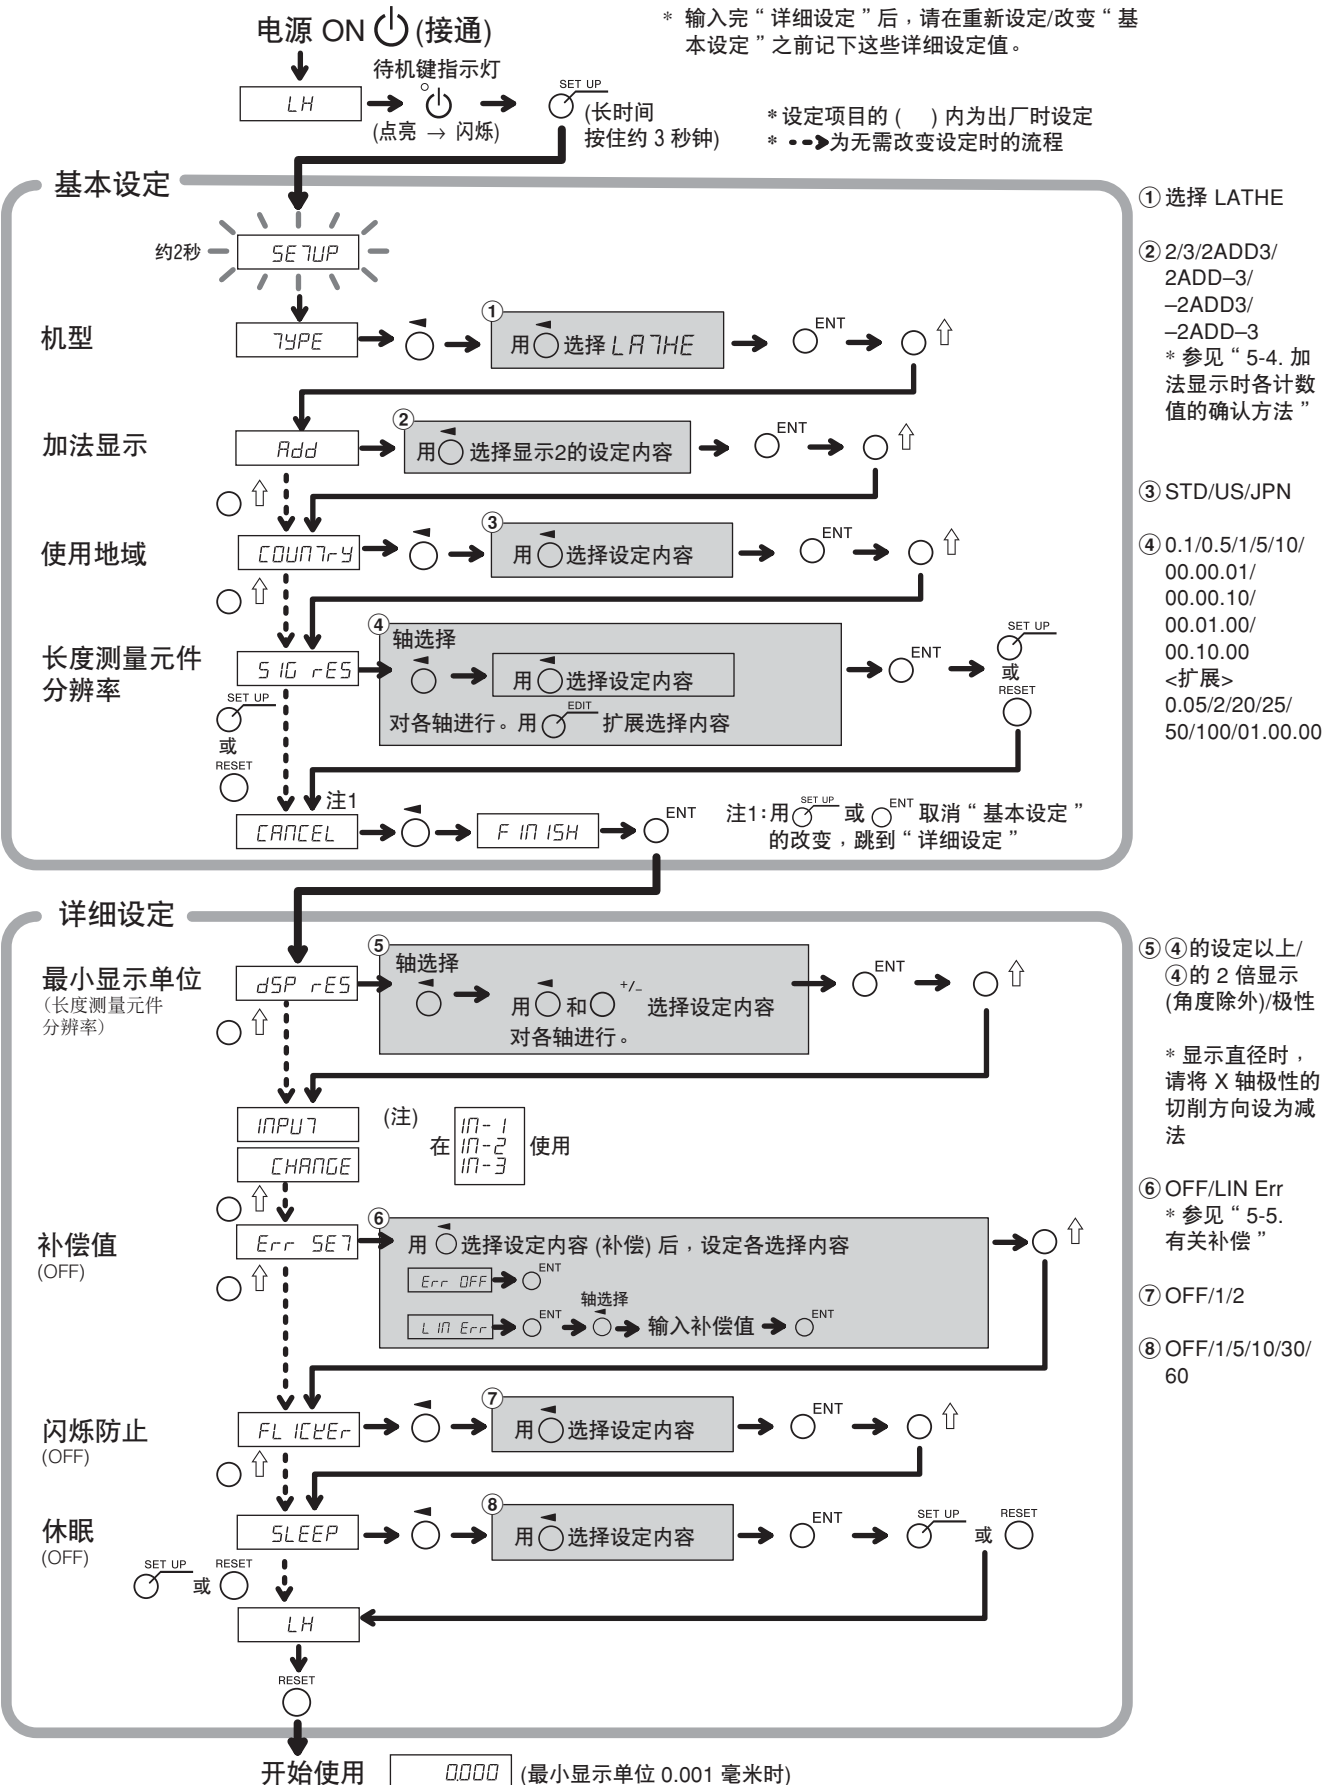 电源 ON (接通)
* 输入完“详细设定”后，请在重新设定/改变“基
本设定”之前记下这些详细设定值。
待机键指示灯
LH
(点亮 → 闪烁)
SET UP
(长时间
按住约 3 秒钟)
*设定项目的 ( ) 内为出厂时设定
* 为无需改变设定时的流程
基本设定
约2秒
SETUP
机型
TYPE
①
用 选择 LATHE
ENT
加法显示
Add
②
用 选择显示2的设定内容
ENT
使用地域
COUNTrY
③
用 选择设定内容
ENT
长度测量元件
分辨率
SIG rES
④
轴选择
用 选择设定内容
对各轴进行。用 EDIT 扩展选择内容
ENT
SET UP
或
RESET
SET UP
或
RESET
注1
CANCEL
FINISH
ENT
注1:用 SET UP 或 ENT 取消“基本设定”
的改变，跳到“详细设定”
① 选择 LATHE
② 2/3/2ADD3/
2ADD–3/
–2ADD3/
–2ADD–3
* 参见“5-4. 加
法显示时各计数
值的确认方法”
③ STD/US/JPN
④ 0.1/0.5/1/5/10/
00.00.01/
00.00.10/
00.01.00/
00.10.00
<扩展>
0.05/2/20/25/
50/100/01.00.00
详细设定
最小显示单位
(长度测量元件
分辨率)
dSP rES
⑤
轴选择
用 和 +/– 选择设定内容
对各轴进行。
ENT
INPUT
CHANGE
(注)
在
IN-1
IN-2
IN-3
使用
补偿值
(OFF)
Err SET
⑥
用 选择设定内容 (补偿) 后，设定各选择内容
Err OFF
ENT
LIN Err
ENT
轴选择
输入补偿值
ENT
闪烁防止
(OFF)
FLICKEr
⑦
用 选择设定内容
ENT
休眠
(OFF)
SLEEP
⑧
用 选择设定内容
ENT
SET UP
或
RESET
SET UP
或
RESET
LH
RESET
⑤ ④的设定以上/
④的 2 倍显示
(角度除外)/极性
* 显示直径时，
请将 X 轴极性的
切削方向设为减
法
⑥ OFF/LIN Err
* 参见“5-5.
有关补偿”
⑦ OFF/1/2
⑧ OFF/1/5/10/30/
60
开始使用
0.000
(最小显示单位 0.001 毫米时)